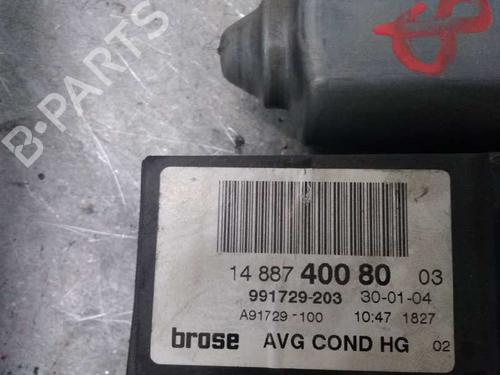 B-PARTS
14 887 400 80 03
991729-203 30-01-04
A91729-100 10:47 1827
brose AVG COND HG 02